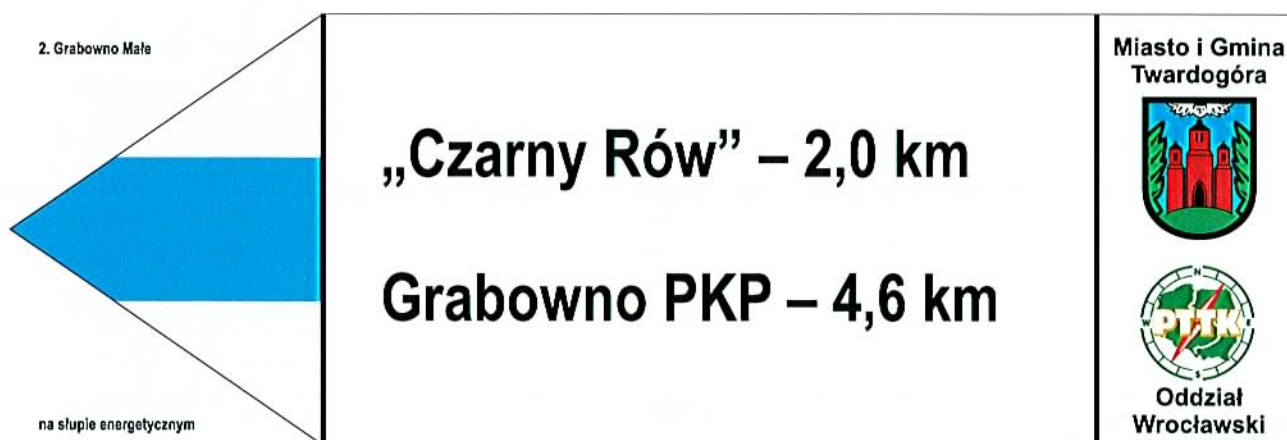 2. Grabowno Małe
„Czarny Rów” – 2,0 km
Grabowno PKP – 4,6 km
na słupie energetycznym
Miasto i Gmina
Twardogóra
N
W
E
PTTK
S
Oddział
Wrocławski